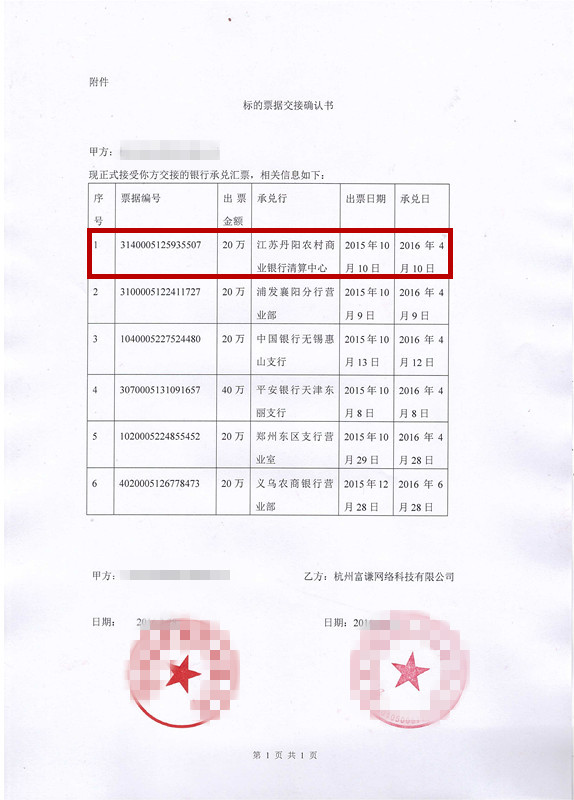 附件
标的票据交接确认书
甲方：
现正式接受你方交接的银行承兑汇票，相关信息如下：
序号 票据编号 出票金额 承兑行 出票日期 承兑日
1 3140005125935507 20万 江苏丹阳农村商业银行清算中心 2015年10月10日 2016年4月10日
2 3100005122411727 20万 浦发襄阳分行营业部 2015年10月9日 2016年4月9日
3 1040005227524480 20万 中国银行无锡惠山支行 2015年10月13日 2016年4月12日
4 3070005131091657 40万 平安银行天津东丽支行 2015年10月8日 2016年4月8日
5 1020005224855452 20万 郑州东区支行营业室 2015年10月29日 2016年4月28日
6 4020005126778473 20万 义乌农商银行营业部 2015年12月28日 2016年6月28日
甲方： 乙方：杭州富谦网络科技有限公司
日期： 日期：
第 1 页 共 1 页